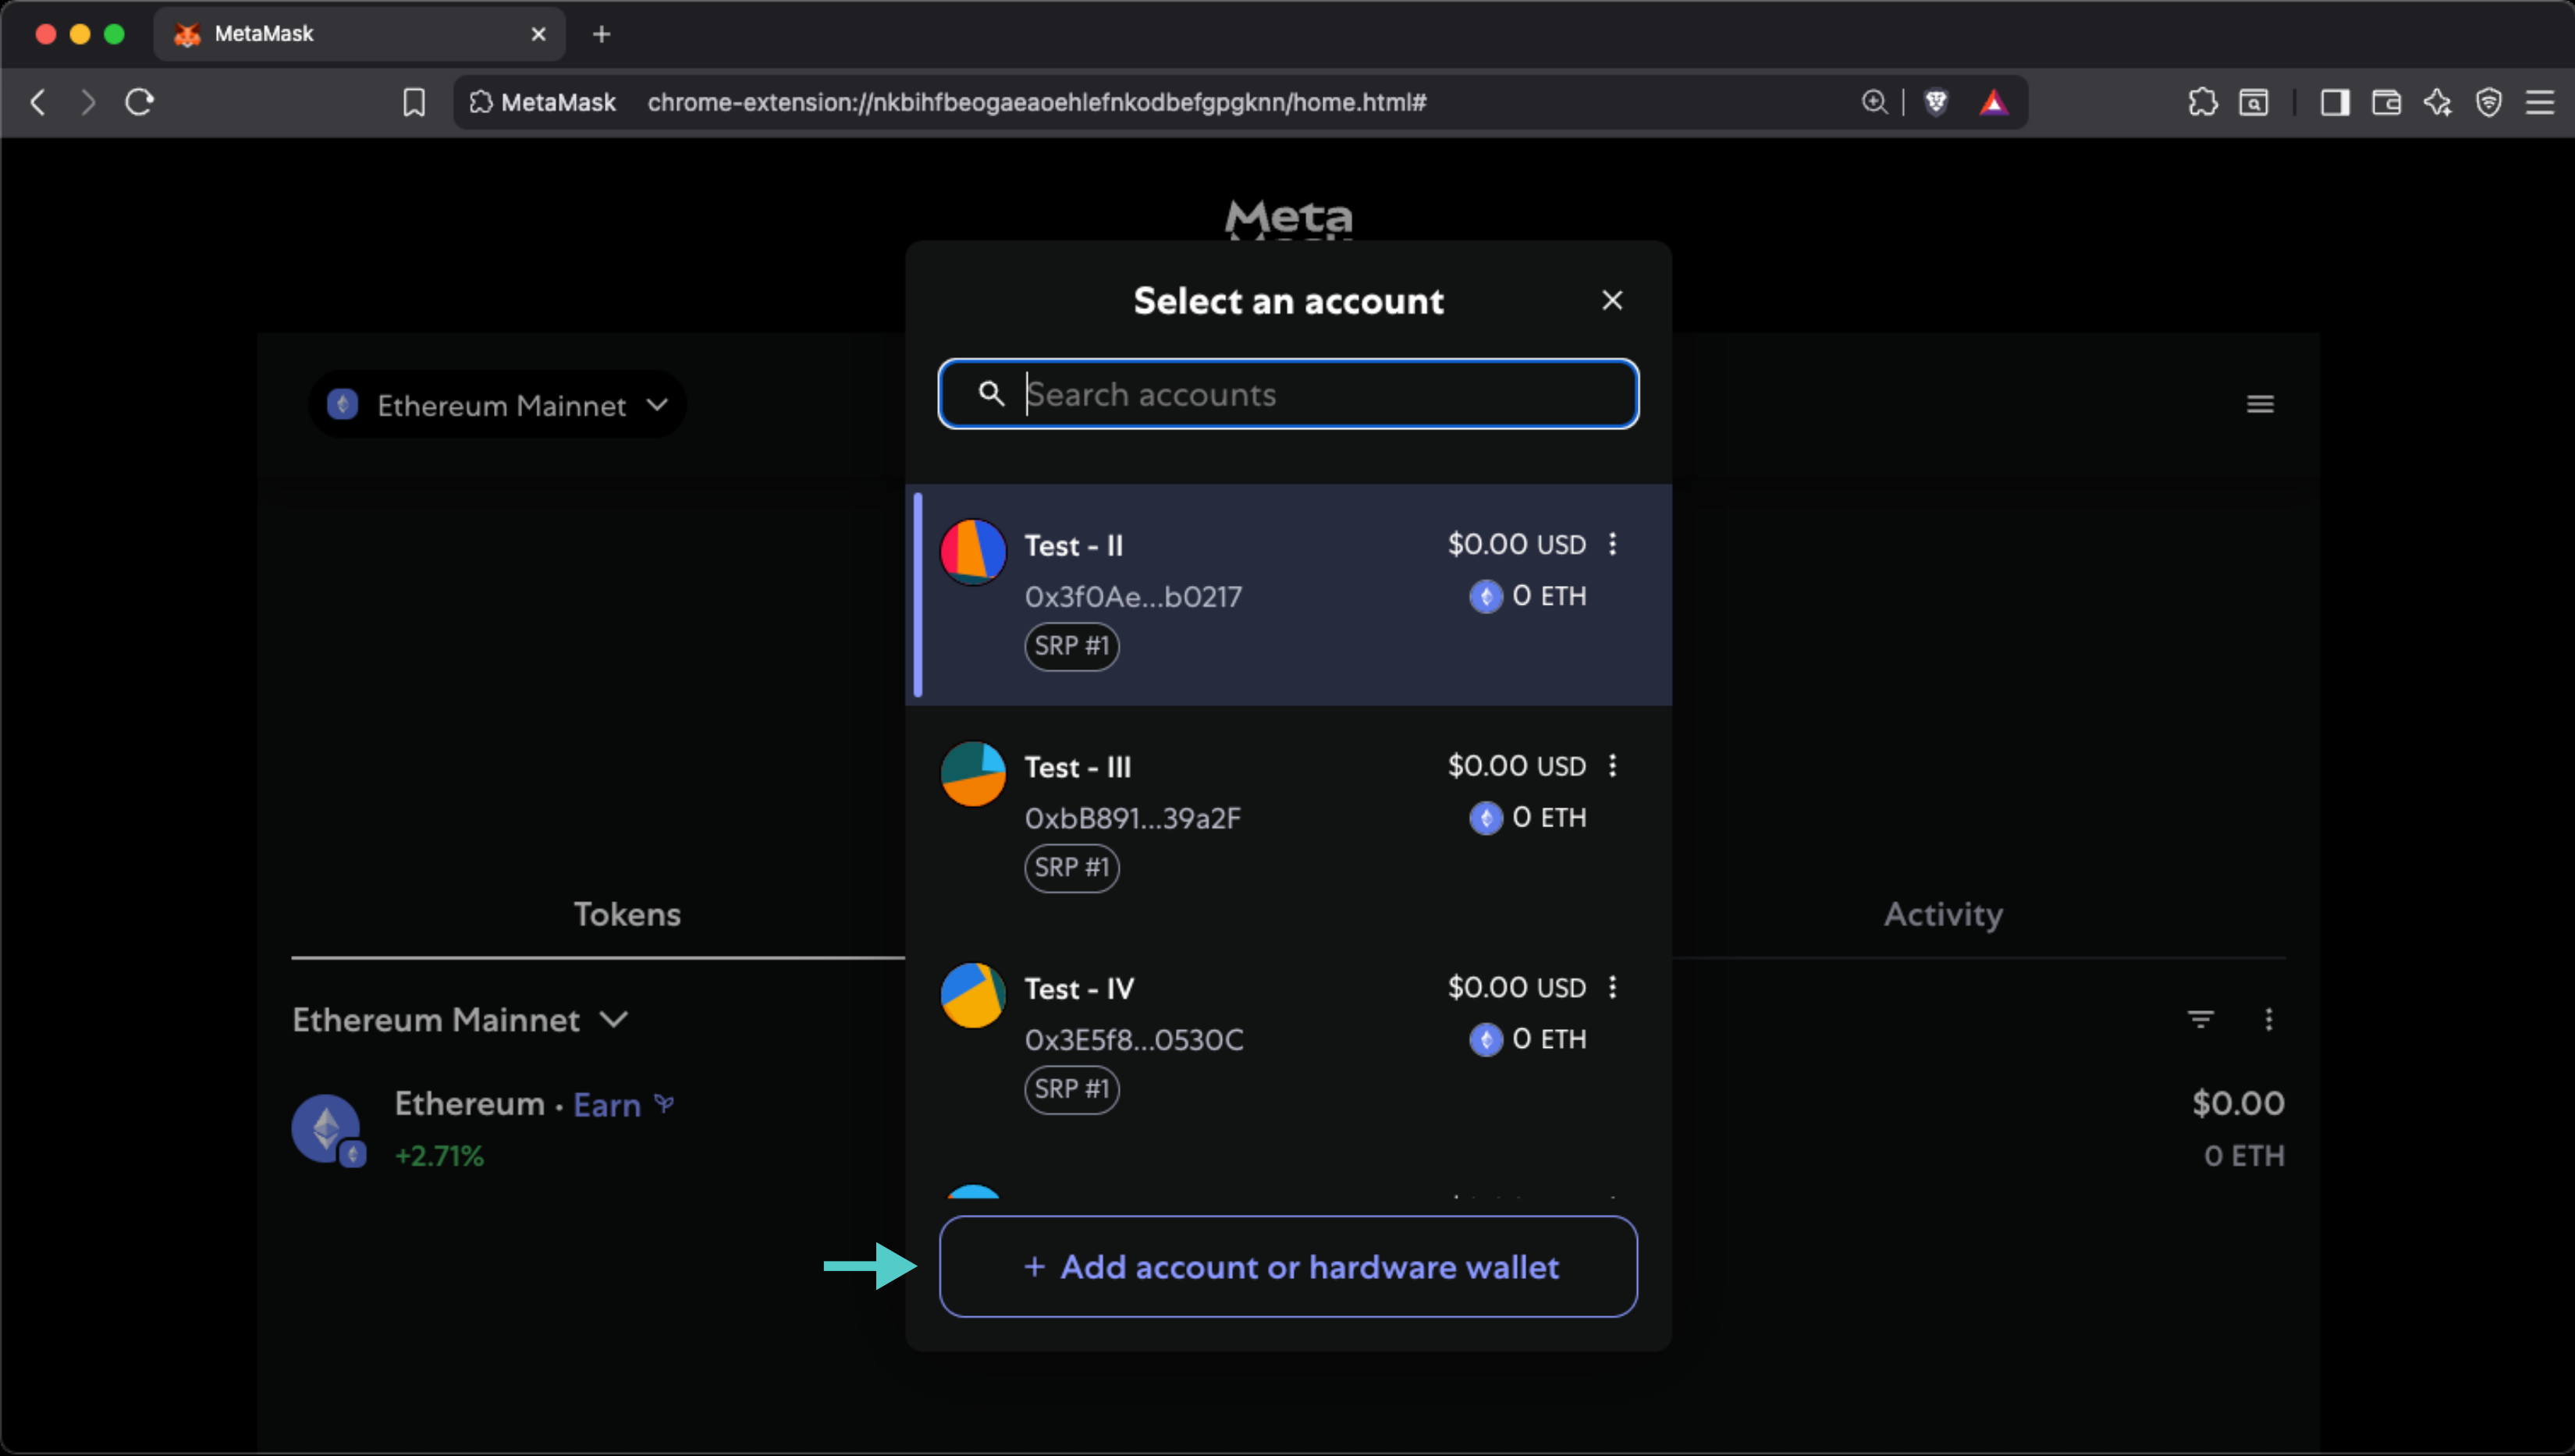 MetaMask
MetaMask chrome-extension://nkbihfbeogaeaoehlefnkodbefgpgknn/home.html#
Meta
Select an account
Search accounts
Ethereum Mainnet
Test - II $0.00 USD
0x3f0Ae...b0217 0 ETH
SRP #1
Test - III $0.00 USD
0xbB891...39a2F 0 ETH
SRP #1
Tokens Activity
Test - IV $0.00 USD
0x3E5f8...0530C 0 ETH
SRP #1
Ethereum Mainnet
Ethereum · Earn $0.00
+2.71% 0 ETH
+ Add account or hardware wallet